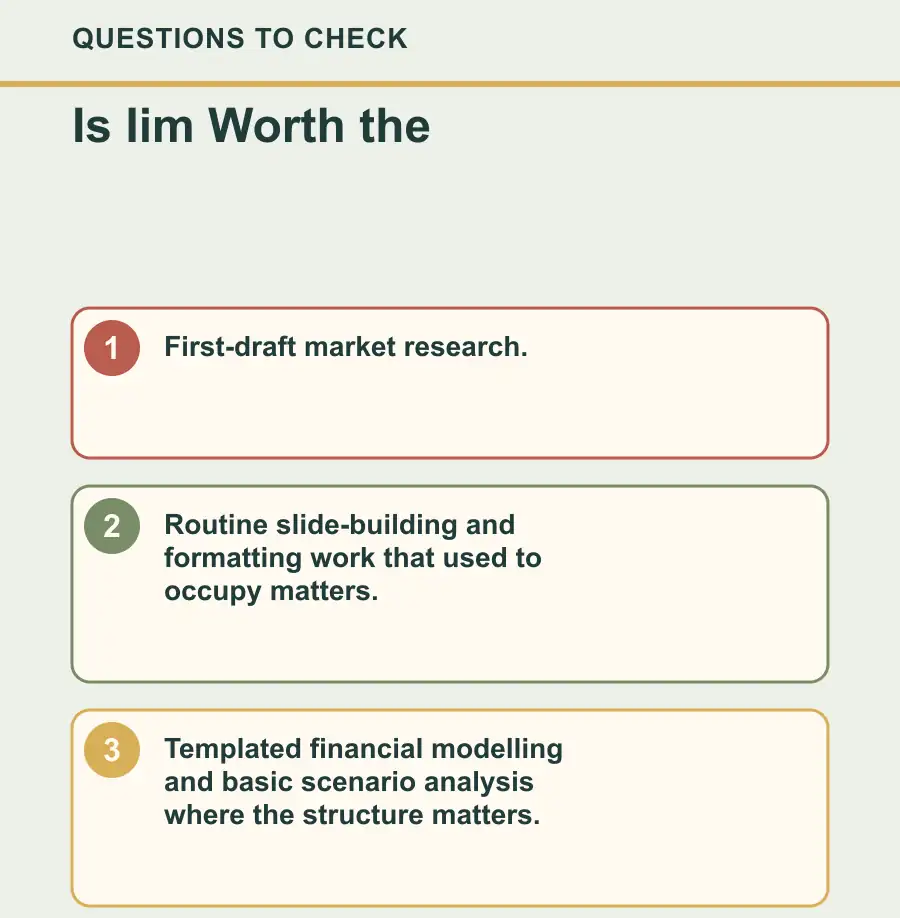 QUESTIONS TO CHECK
Is Iim Worth the
1
First-draft market research.
2
Routine slide-building and
formatting work that used to
occupy matters.
3
Templated financial modelling
and basic scenario analysis
where the structure matters.